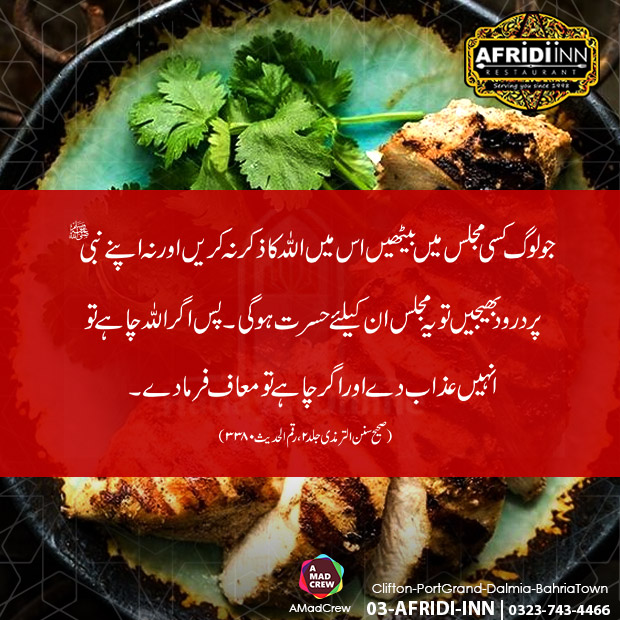 AFRIDI INN
RESTAURANT
Serving you since 1998
جو لوگ کسی مجلس میں بیٹھیں اس میں اللہ کا ذکر نہ کریں اور نہ اپنے نبی ﷺ
پر درود بھیجیں تو یہ مجلس ان کیلئے حسرت ہوگی۔ پس اگر اللہ چاہے تو
انہیں عذاب دے اور اگر چاہے تو معاف فرما دے۔
(صحیح سنن الترمذی جلد ۲، رقم الحدیث ۳۳۸۰)
A
MAD
CREW
AMadCrew
Clifton-PortGrand-Dalmia-BahriaTown
03-AFRIDI-INN | 0323-743-4466